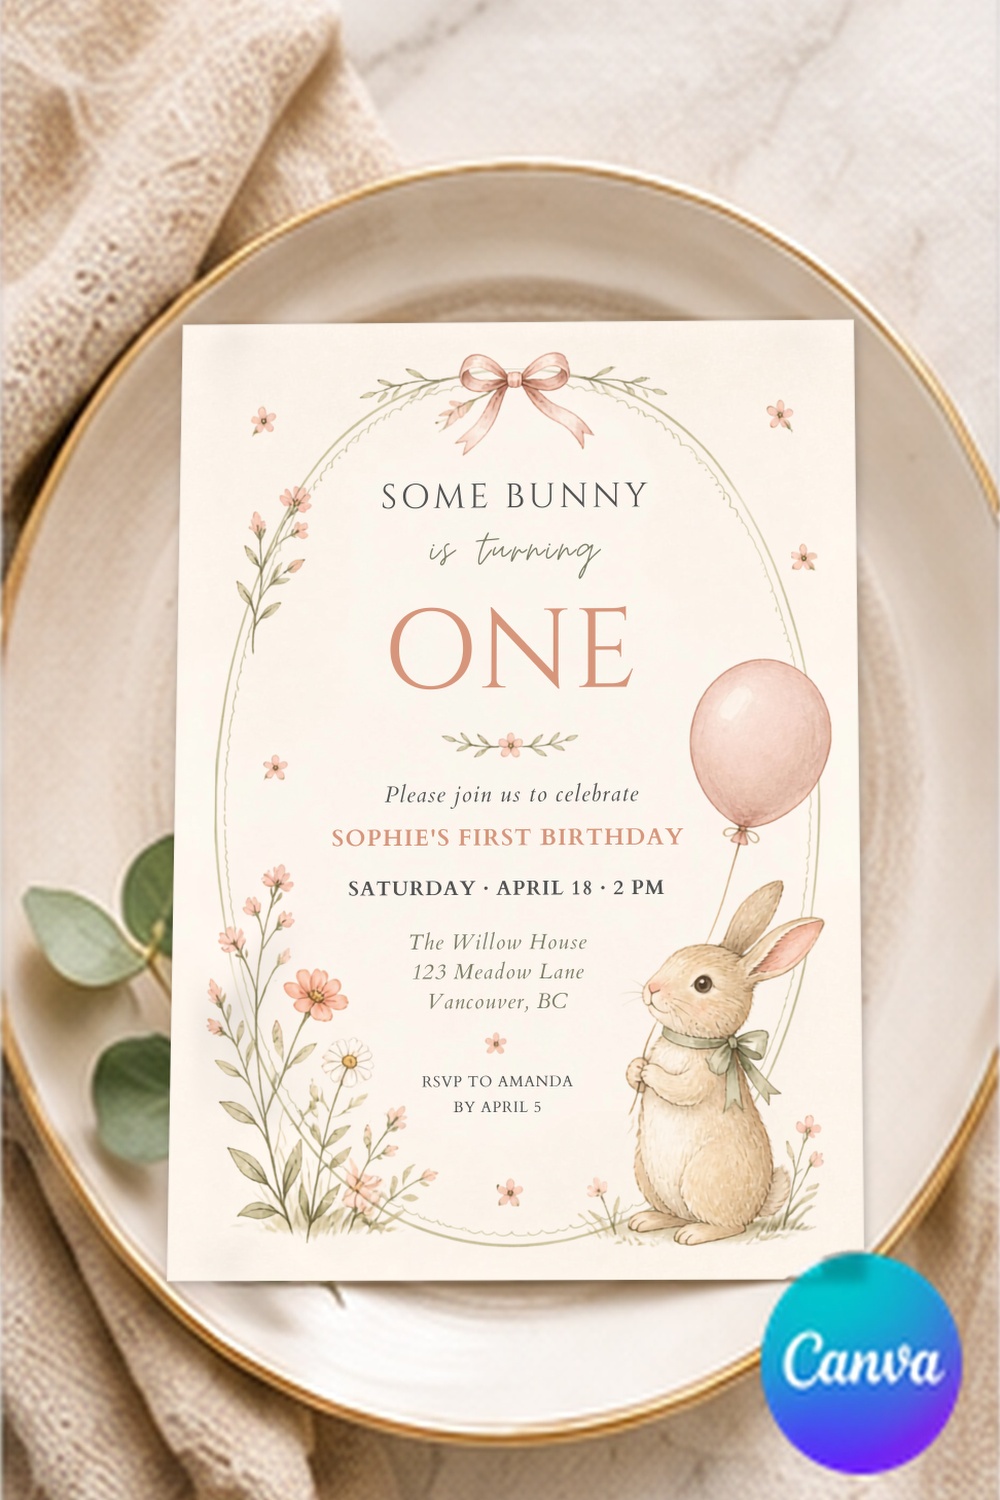 SOME BUNNY
is turning
ONE
Please join us to celebrate
SOPHIE'S FIRST BIRTHDAY
SATURDAY · APRIL 18 · 2 PM
The Willow House
123 Meadow Lane
Vancouver, BC
RSVP TO AMANDA
BY APRIL 5
Canva